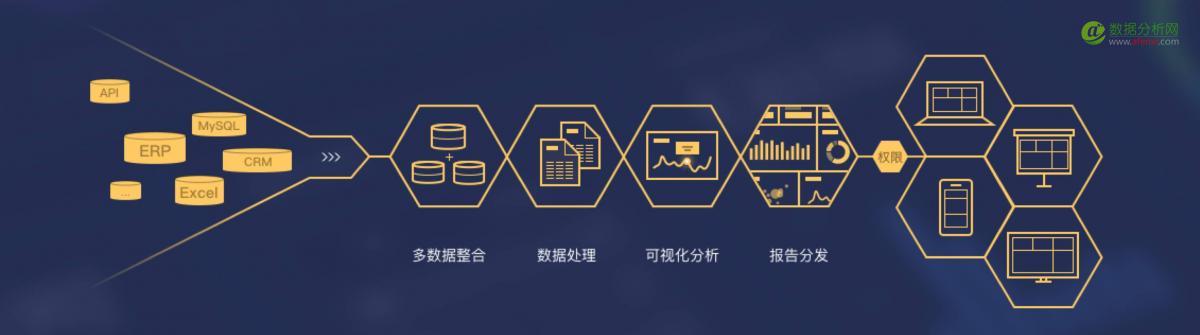 数据分析网
www.afenxi.com
API
MySQL
ERP
CRM
...
Excel
多数据整合
数据处理
可视化分析
报告分发
权限